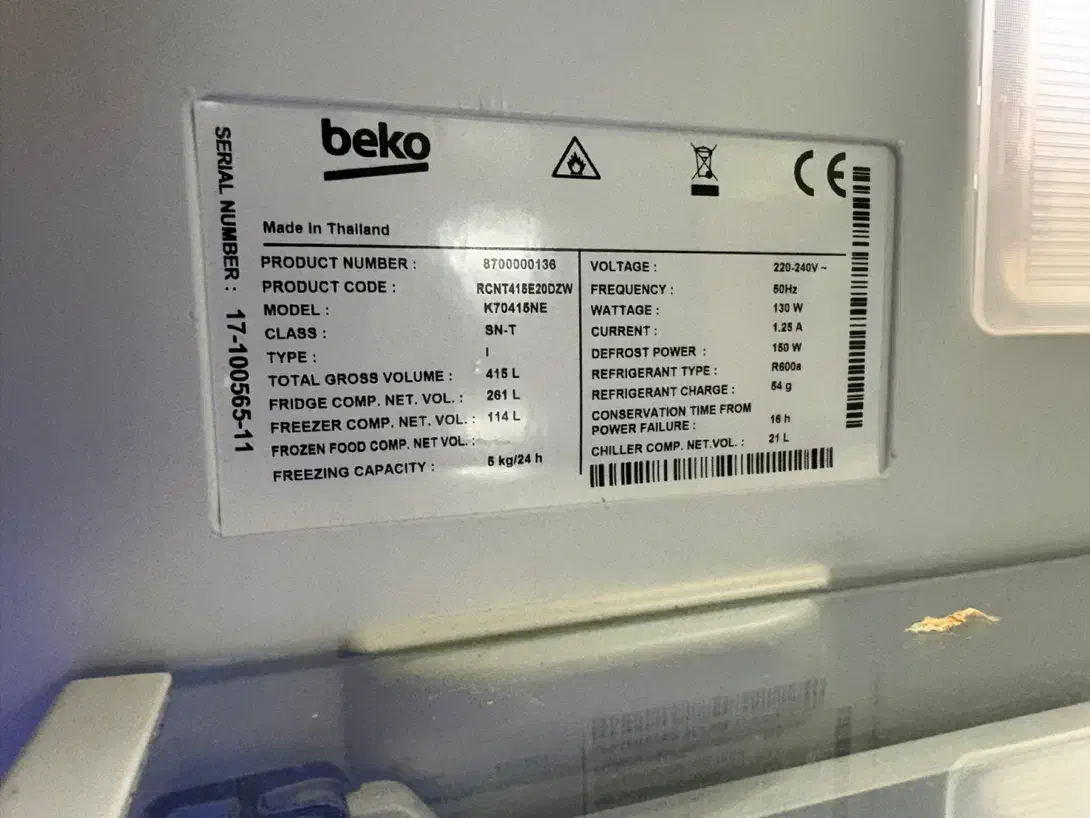 beko
CE
SERIAL NUMBER : 17-100565-11
Made In Thailand
PRODUCT NUMBER : 8700000136
PRODUCT CODE : RCNT415E20DZW
MODEL : K70415NE
CLASS : SN-T
TYPE : I
TOTAL GROSS VOLUME : 415 L
FRIDGE COMP. NET. VOL. : 261 L
FREEZER COMP. NET. VOL. : 114 L
FROZEN FOOD COMP. NET VOL. :
FREEZING CAPACITY : 5 kg/24 h
VOLTAGE : 220-240V ~
FREQUENCY : 50Hz
WATTAGE : 130 W
CURRENT : 1.25 A
DEFROST POWER : 150 W
REFRIGERANT TYPE : R600a
REFRIGERANT CHARGE : 54 g
CONSERVATION TIME FROM
POWER FAILURE : 16 h
CHILLER COMP. NET.VOL. : 21 L